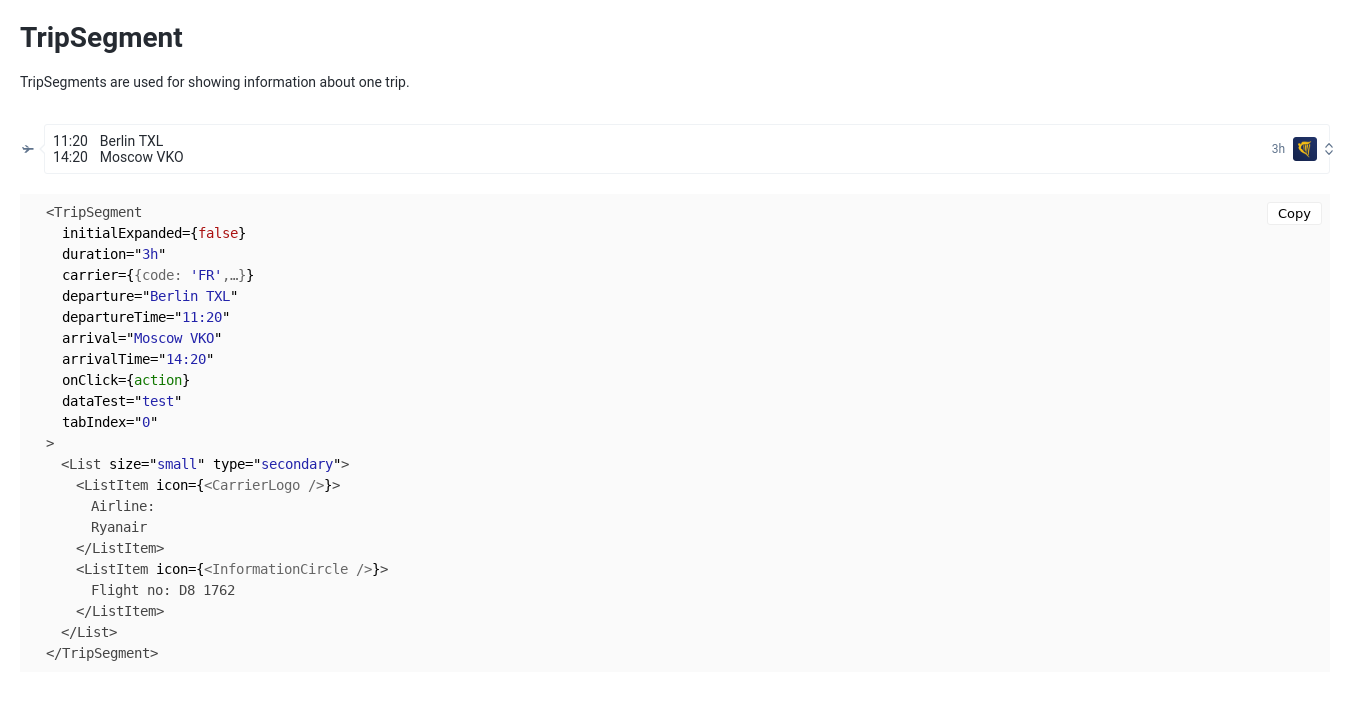 TripSegment
TripSegments are used for showing information about one trip.
11:20 Berlin TXL
14:20 Moscow VKO
3h
Copy
<TripSegment
initialExpanded={false}
duration="3h"
carrier={{code: 'FR',…}}
departure="Berlin TXL"
departureTime="11:20"
arrival="Moscow VKO"
arrivalTime="14:20"
onClick={action}
dataTest="test"
tabIndex="0"
>
<List size="small" type="secondary">
<ListItem icon={<CarrierLogo />}>
Airline:
Ryanair
</ListItem>
<ListItem icon={<InformationCircle />}>
Flight no: D8 1762
</ListItem>
</List>
</TripSegment>